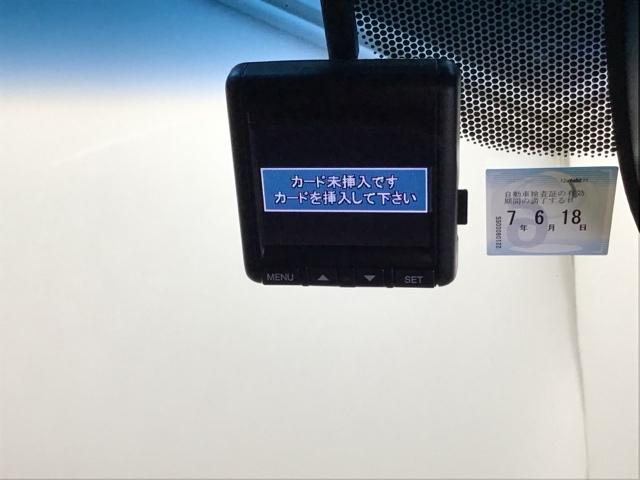 カード未挿入です
カードを挿入して下さい
MENU
SET
自動車検査証の有効
期間の満了する日
7年 6月 18日